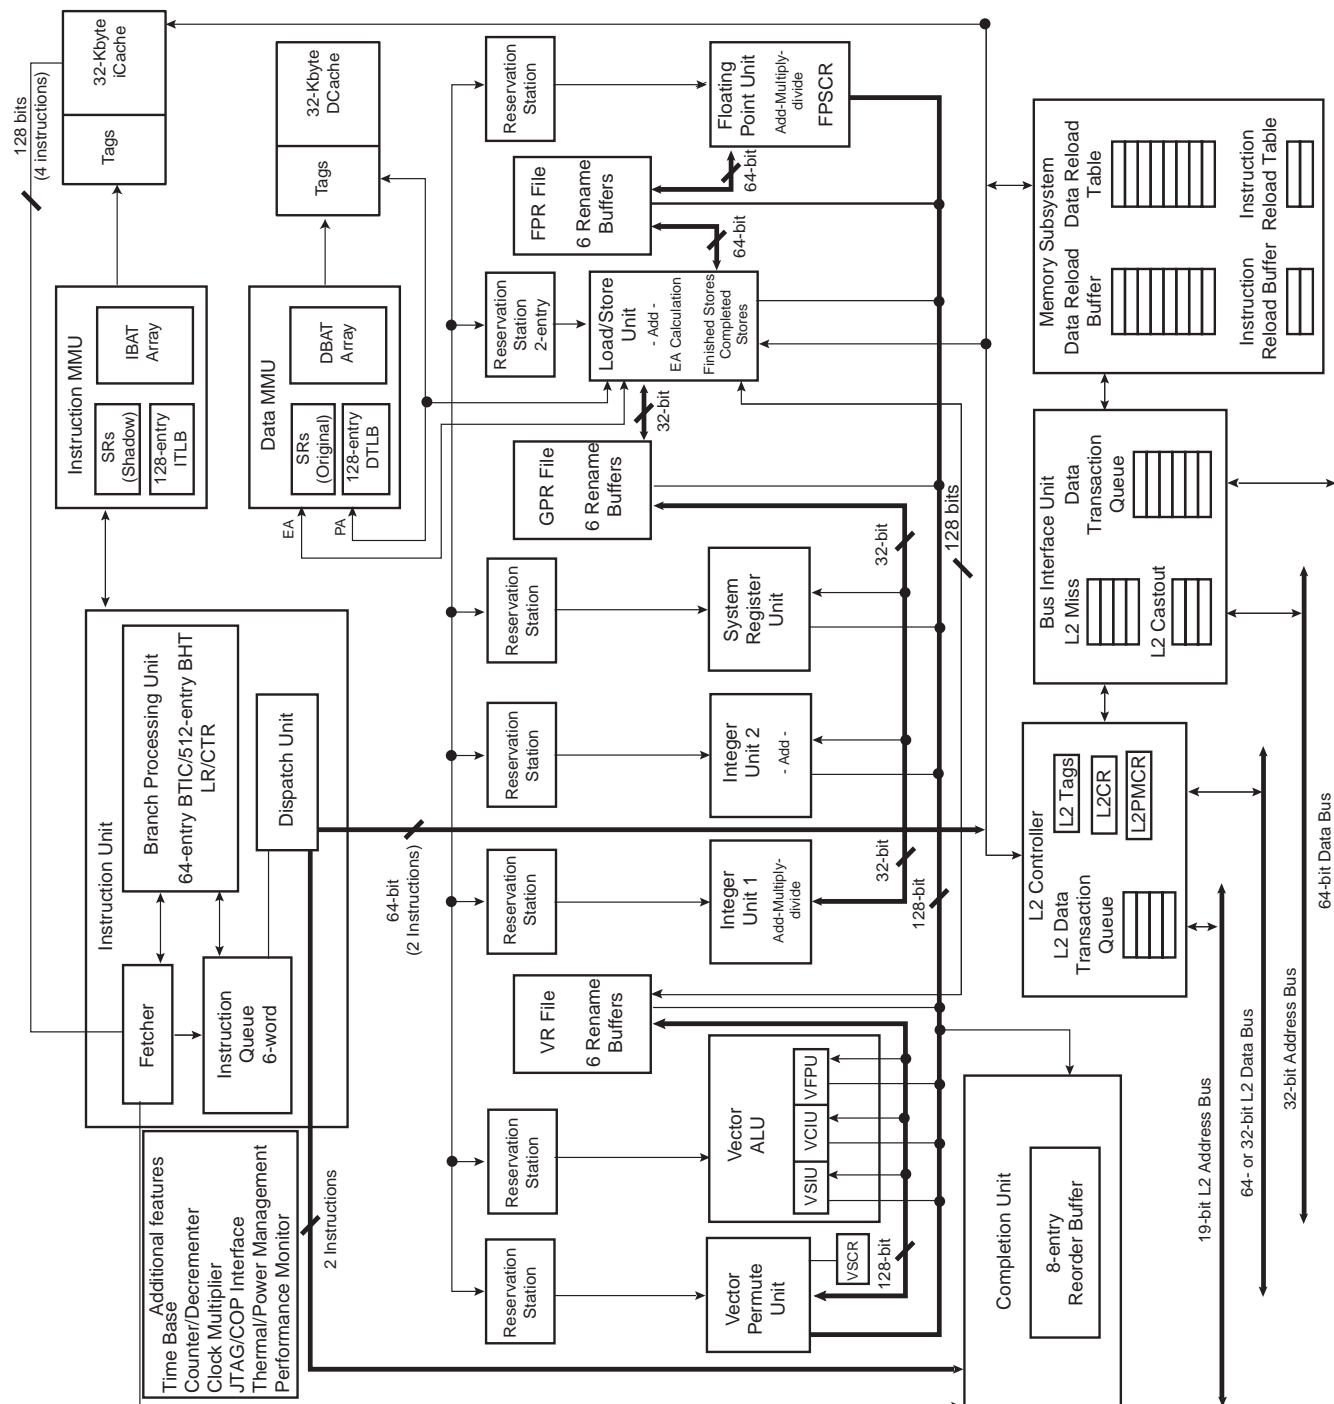 Additional features
Time Base
Counter/Decrementer
Clock Multiplier
JTAG/COP Interface
Thermal/Power Management
Performance Monitor
Instruction Unit
Fetcher
Branch Processing Unit
64-entry BTIC/512-entry BHT
LR/CTR
Instruction
Queue
6-word
Dispatch Unit
2 Instructions
64-bit
(2 Instructions)
128 bits
(4 instructions)
Instruction MMU
SRs
(Shadow)
128-entry
ITLB
IBAT
Array
Tags
32-Kbyte
iCache
Data MMU
SRs
(Original)
128-entry
DTLB
DBAT
Array
Tags
32-Kbyte
DCache
EA
PA
Reservation
Station
Reservation
Station
Reservation
Station
Reservation
Station
Reservation
Station
Reservation
Station
2-entry
Reservation
Station
Vector
Permute
Unit
VSCR
128-bit
Vector
ALU
VSIU
VCIU
VFPU
VR File
6 Rename
Buffers
Integer
Unit 1
Add-Multiply-
divide
32-bit
128-bit
Integer
Unit 2
- Add -
System
Register
Unit
32-bit
128 bits
GPR File
6 Rename
Buffers
32-bit
Load/Store
Unit
- Add -
EA Calculation
Finished Stores
Completed
Stores
FPR File
6 Rename
Buffers
64-bit
64-bit
Floating
Point Unit
Add-Multiply-
divide
FPSCR
Completion Unit
8-entry
Reorder Buffer
L2 Controller
L2 Data
Transaction
Queue
L2 Tags
L2CR
L2PMCR
Bus Interface Unit
L2 Miss
Data
Transaction
Queue
L2 Castout
Memory Subsystem
Data Reload
Buffer
Data Reload
Table
Instruction
Reload Buffer
Instruction
Reload Table
19-bit L2 Address Bus
64- or 32-bit L2 Data Bus
32-bit Address Bus
64-bit Data Bus